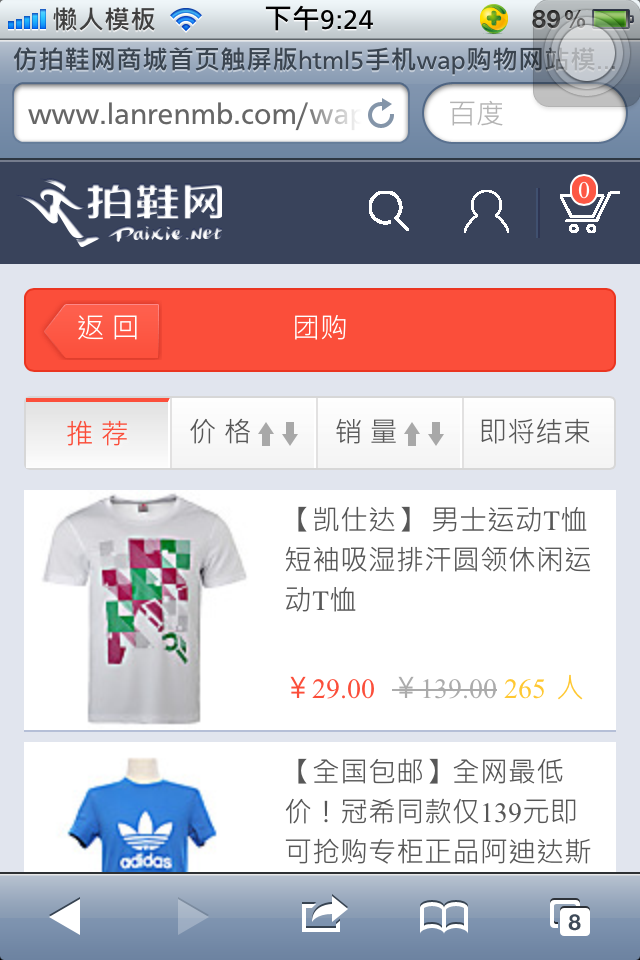 懒人模板 下午9:24 89%
仿拍鞋网商城首页触屏版html5手机wap购物网站模...
www.lanrenmb.com/wap 百度
拍鞋网 0
Paixie.Net
返回 团购
推荐 价格 销量 即将结束
【凯仕达】 男士运动T恤
短袖吸湿排汗圆领休闲运
动T恤
￥29.00 ￥139.00 265 人
【全国包邮】全网最低
价！冠希同款仅139元即
可抢购专柜正品阿迪达斯
adidas
8